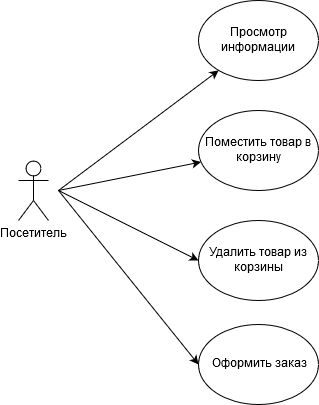 Просмотр
информации
Поместить товар в
корзину
Посетитель
Удалить товар из
корзины
Оформить заказ